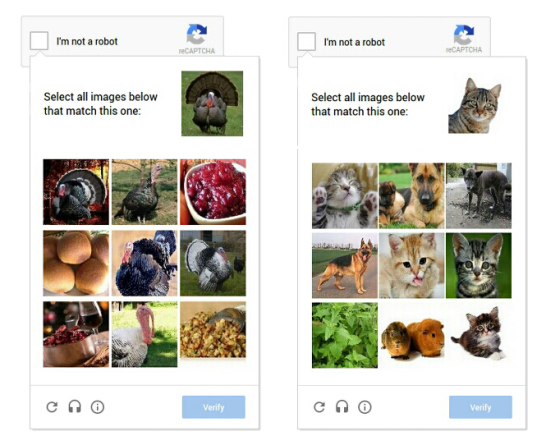 I'm not a robot
reCAPTCHA
Select all images below
that match this one:
Verify
I'm not a robot
reCAPTCHA
Select all images below
that match this one:
Verify